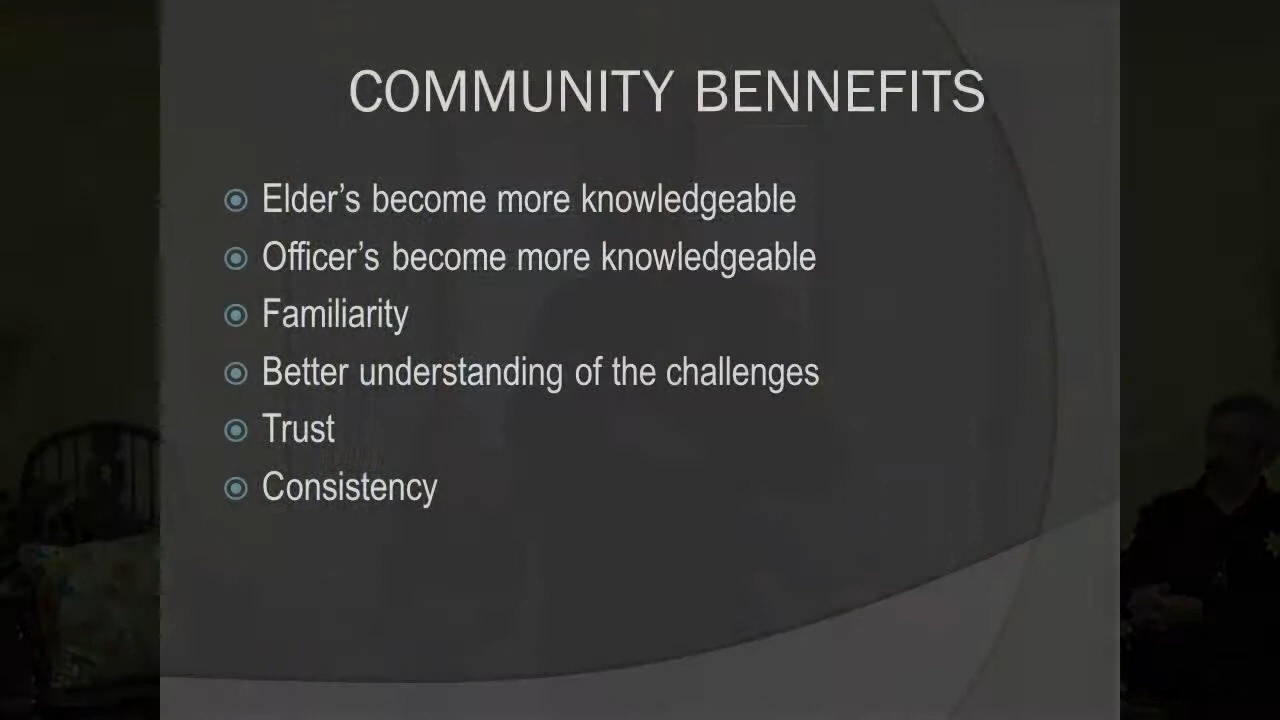 COMMUNITY BENNEFITS
Elder’s become more knowledgeable
Officer’s become more knowledgeable
Familiarity
Better understanding of the challenges
Trust
Consistency